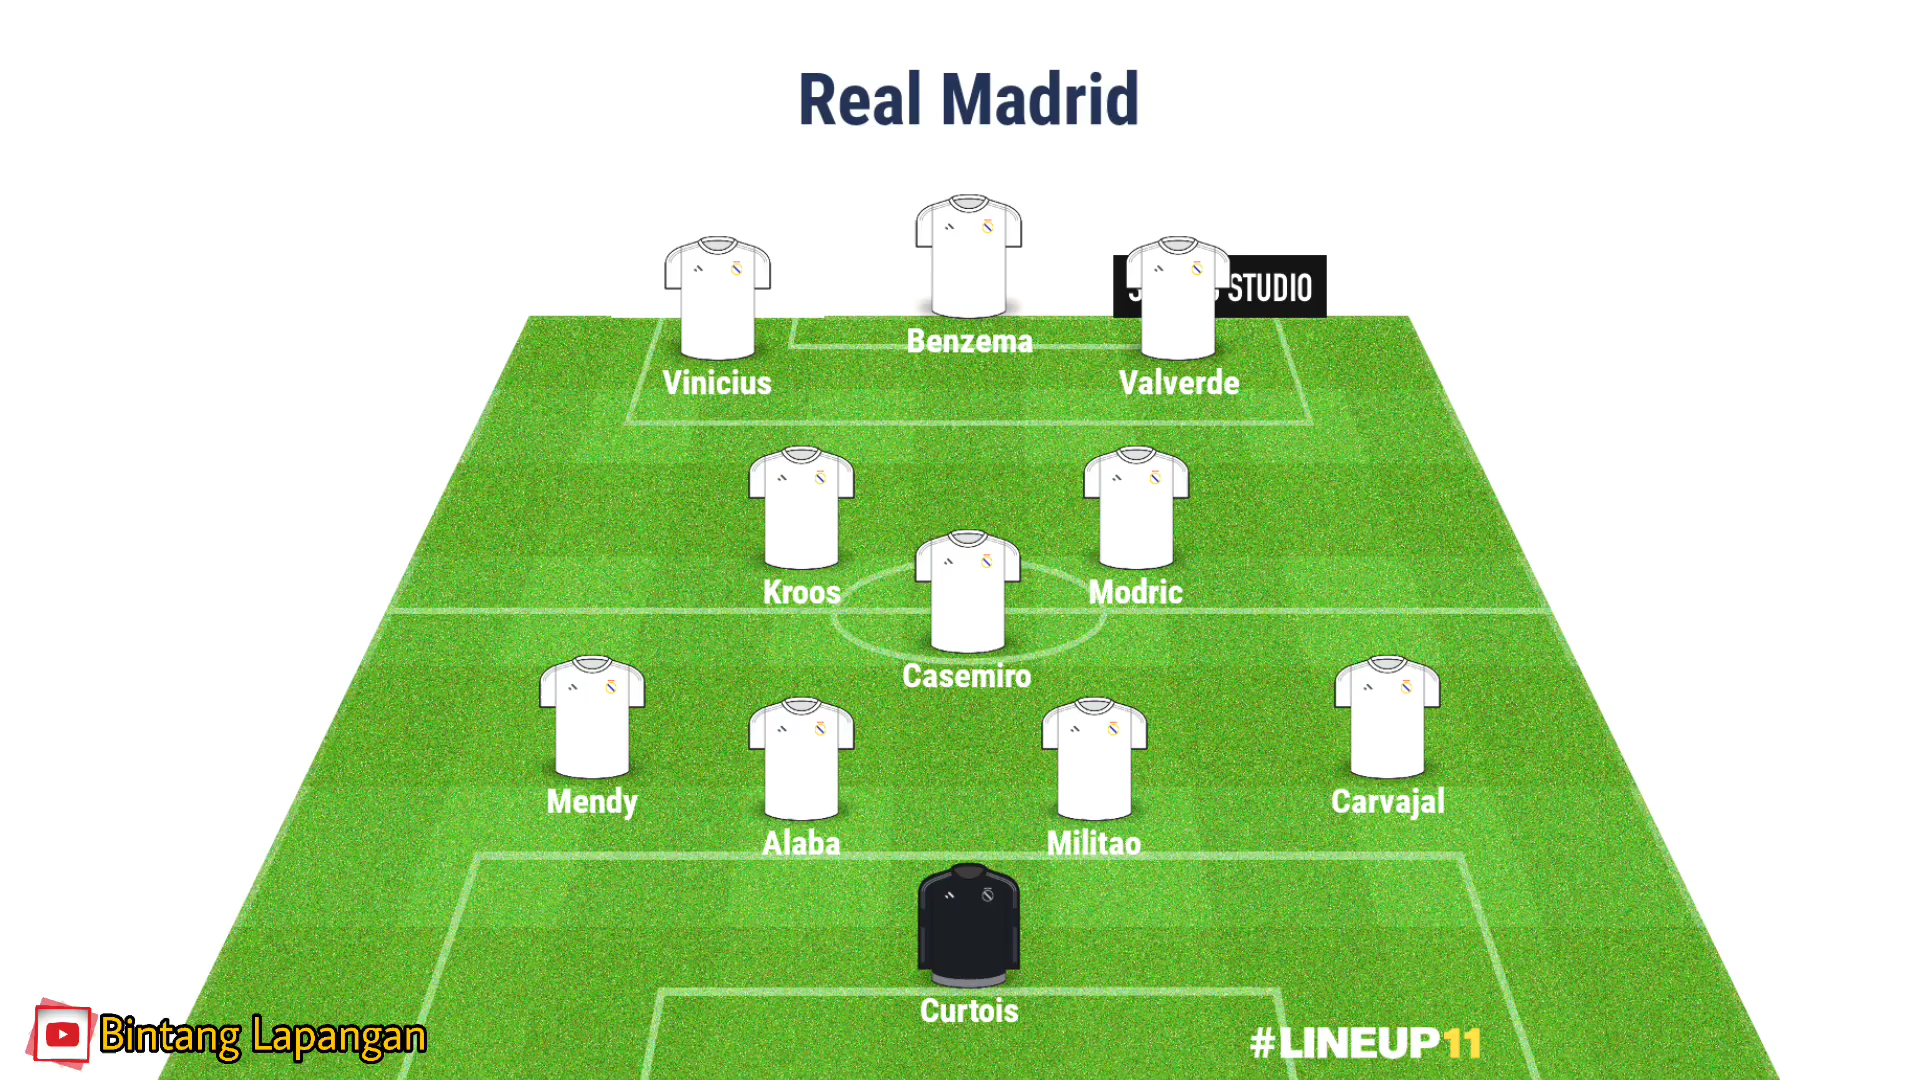 Real Madrid
STUDIO
Benzema
Vinicius
Valverde
Kroos
Modric
Casemiro
Mendy
Carvajal
Alaba
Militao
Curtois
Bintang Lapangan
#LINEUP11